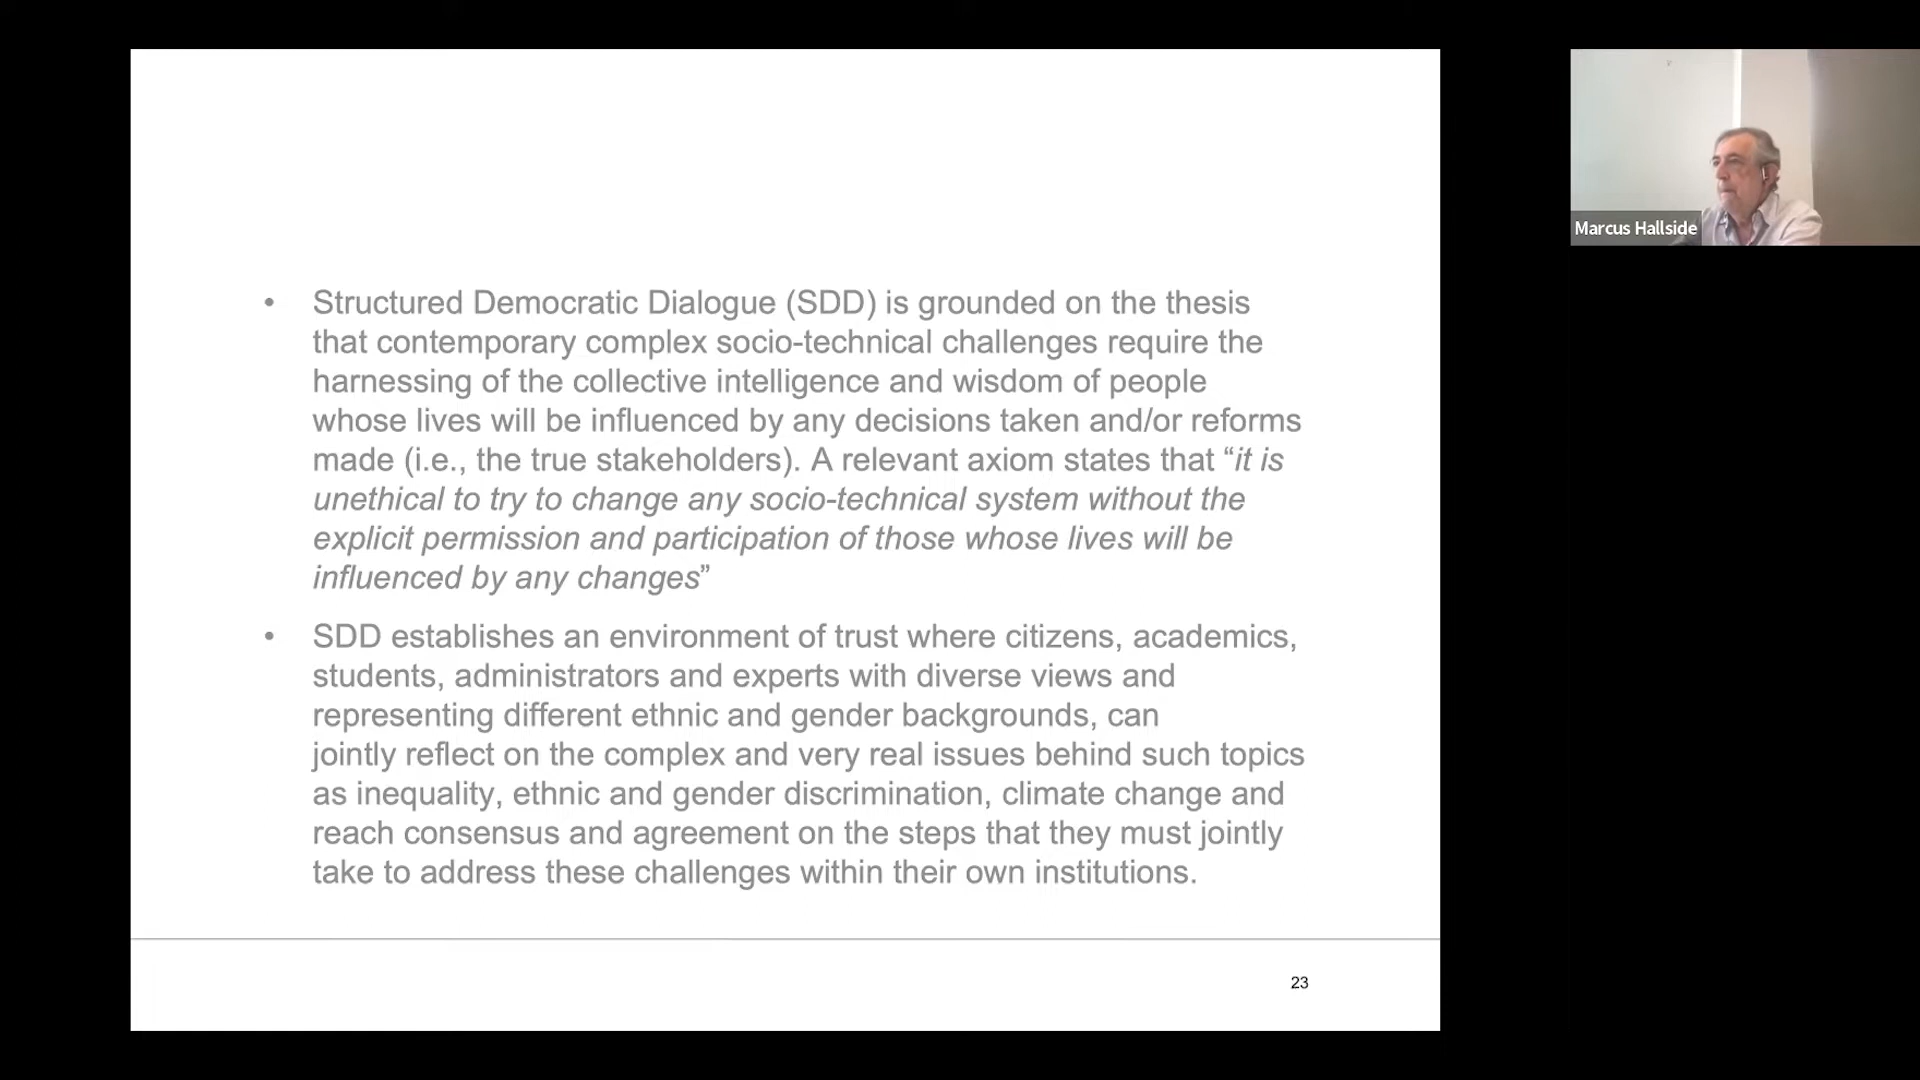 • Structured Democratic Dialogue (SDD) is grounded on the thesis
that contemporary complex socio-technical challenges require the
harnessing of the collective intelligence and wisdom of people
whose lives will be influenced by any decisions taken and/or reforms
made (i.e., the true stakeholders). A relevant axiom states that “it is
unethical to try to change any socio-technical system without the
explicit permission and participation of those whose lives will be
influenced by any changes”
• SDD establishes an environment of trust where citizens, academics,
students, administrators and experts with diverse views and
representing different ethnic and gender backgrounds, can
jointly reflect on the complex and very real issues behind such topics
as inequality, ethnic and gender discrimination, climate change and
reach consensus and agreement on the steps that they must jointly
take to address these challenges within their own institutions.
23
Marcus Hallside